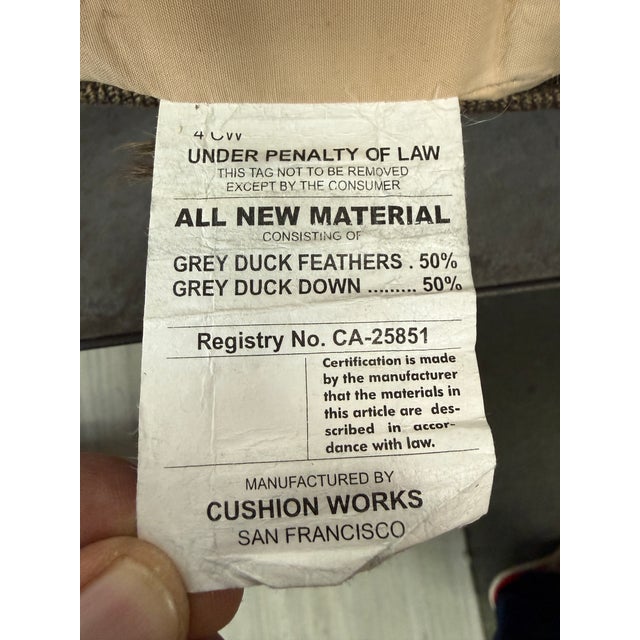 4 CW
UNDER PENALTY OF LAW
THIS TAG NOT TO BE REMOVED
EXCEPT BY THE CONSUMER
ALL NEW MATERIAL
CONSISTING OF
GREY DUCK FEATHERS . 50%
GREY DUCK DOWN ......... 50%
Registry No. CA-25851
Certification is made
by the manufacturer
that the materials in
this article are des-
scribed in accor-
dance with law.
MANUFACTURED BY
CUSHION WORKS
SAN FRANCISCO